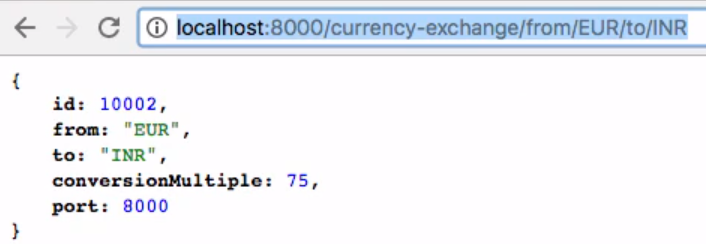 localhost:8000/currency-exchange/from/EUR/to/INR
{
id: 10002,
from: "EUR",
to: "INR",
conversionMultiple: 75,
port: 8000
}